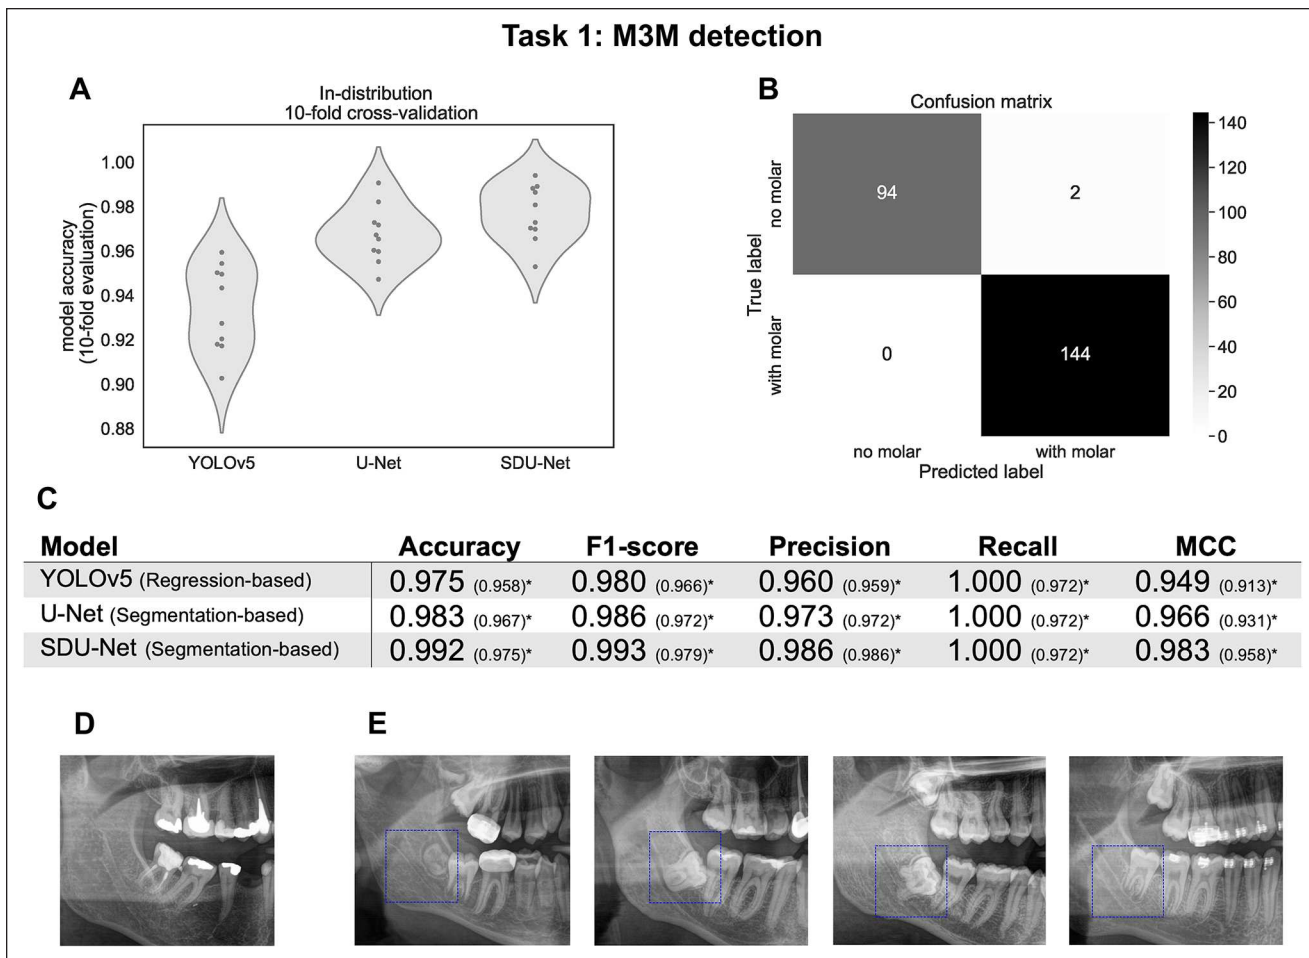 Task 1: M3M detection
A
In-distribution
10-fold cross-validation
model accuracy
(10-fold evaluation)
1.00
0.98
0.96
0.94
0.92
0.90
0.88
YOLOv5 U-Net SDU-Net
B
Confusion matrix
True label
no molar
with molar
94 2
0 144
no molar with molar
Predicted label
140
120
100
80
60
40
20
0
C
Model Accuracy F1-score Precision Recall MCC
YOLOv5 (Regression-based) 0.975 (0.958)* 0.980 (0.966)* 0.960 (0.959)* 1.000 (0.972)* 0.949 (0.913)*
U-Net (Segmentation-based) 0.983 (0.967)* 0.986 (0.972)* 0.973 (0.972)* 1.000 (0.972)* 0.966 (0.931)*
SDU-Net (Segmentation-based) 0.992 (0.975)* 0.993 (0.979)* 0.986 (0.986)* 1.000 (0.972)* 0.983 (0.958)*
D
E